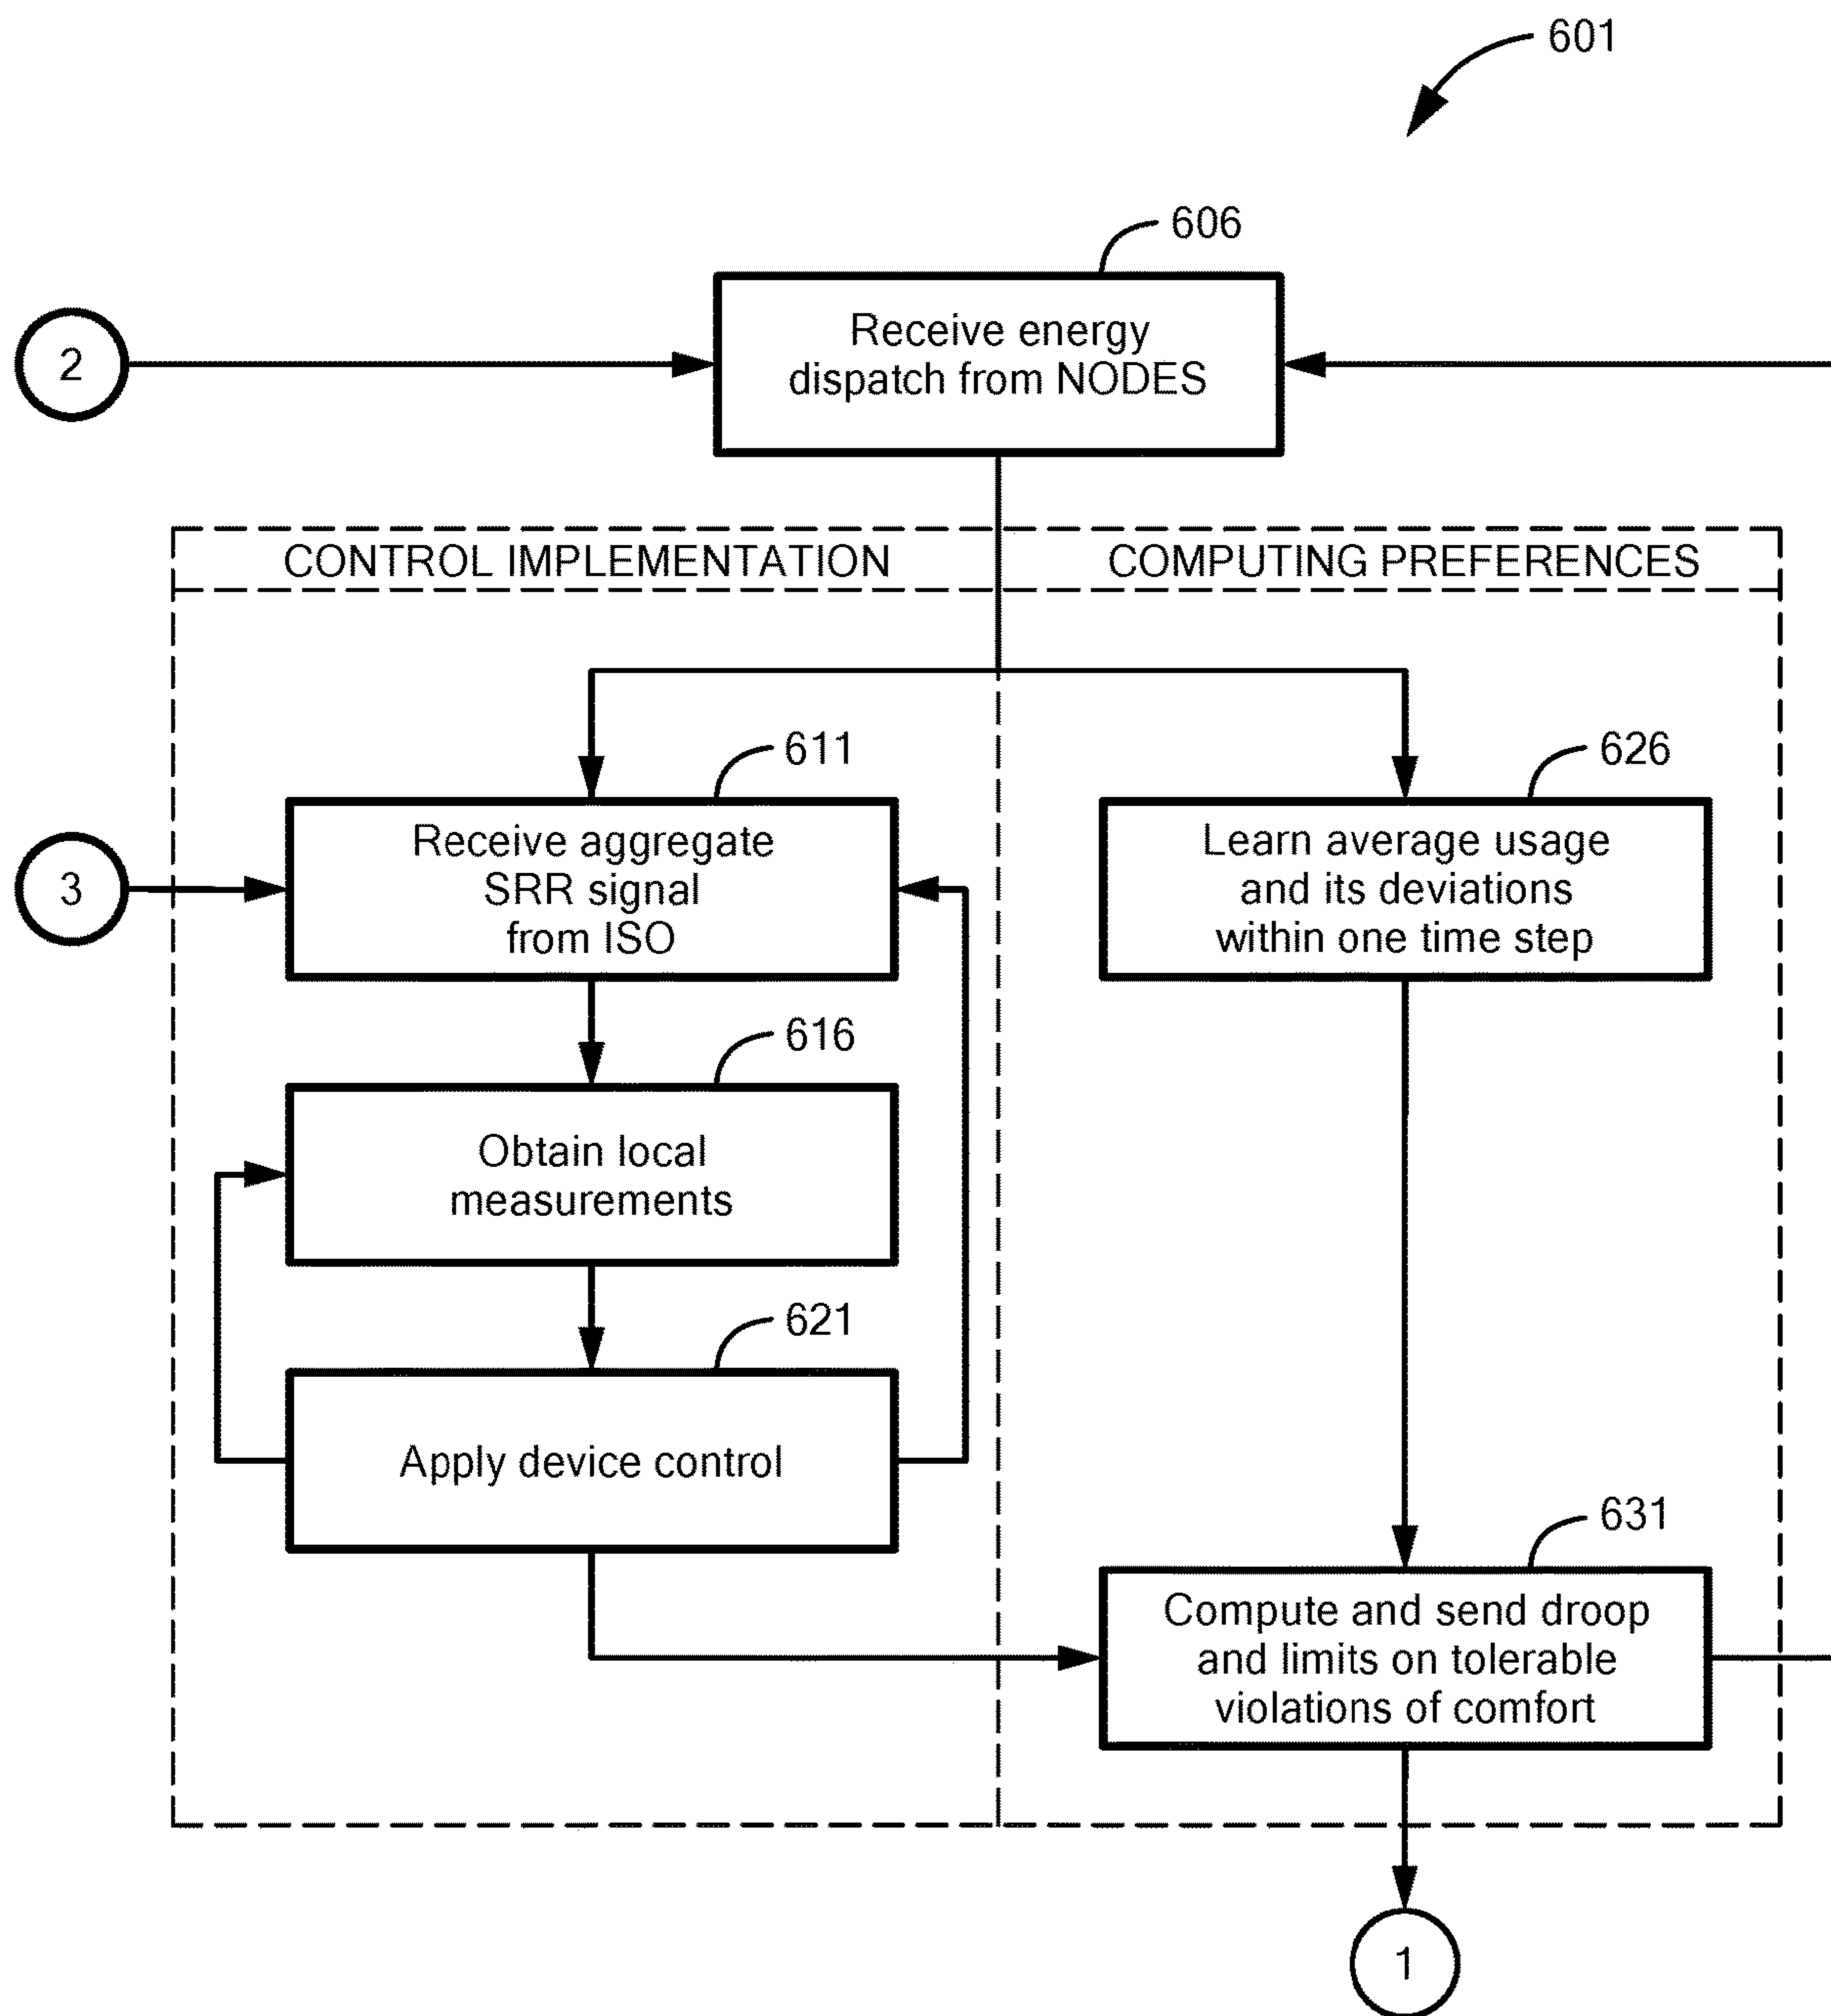 601
606
Receive energy
dispatch from NODES
2
CONTROL IMPLEMENTATION
COMPUTING PREFERENCES
611
Receive aggregate
SRR signal
from ISO
3
626
Learn average usage
and its deviations
within one time step
616
Obtain local
measurements
621
Apply device control
631
Compute and send droop
and limits on tolerable
violations of comfort
1